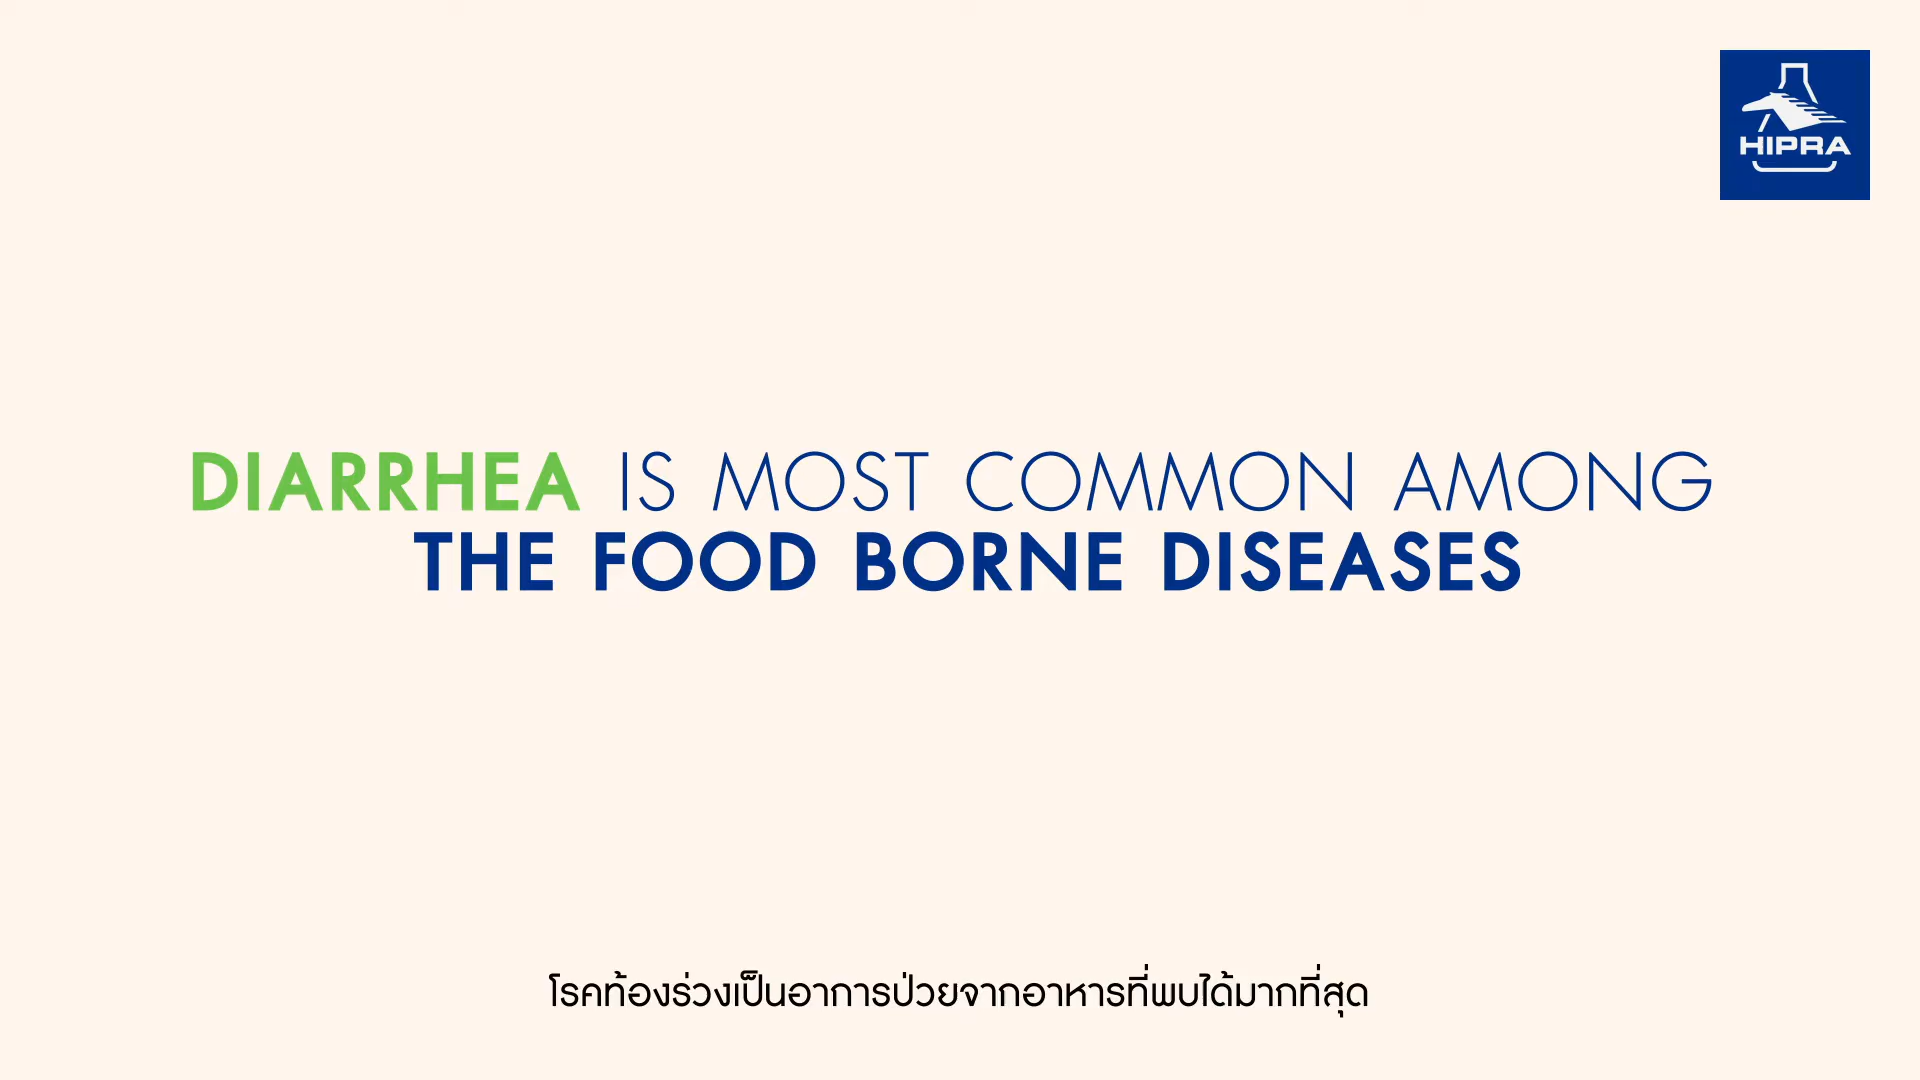 HIPRA
DIARRHEA IS MOST COMMON AMONG
THE FOOD BORNE DISEASES
โรคท้องร่วงเป็นอาการป่วยจากอาหารที่พบได้มากที่สุด